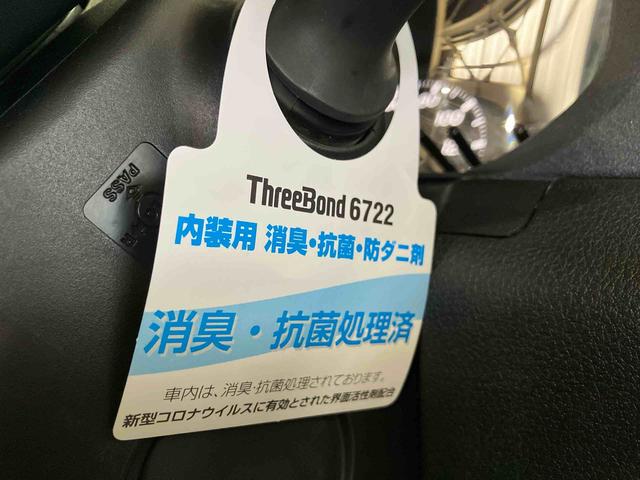 ThreeBond 6722
内装用 消臭・抗菌・防ダニ剤
消臭・抗菌処理済
車内は、消臭・抗菌処理されております。
新型コロナウイルスに有効とされた界面活性剤配合
PASS